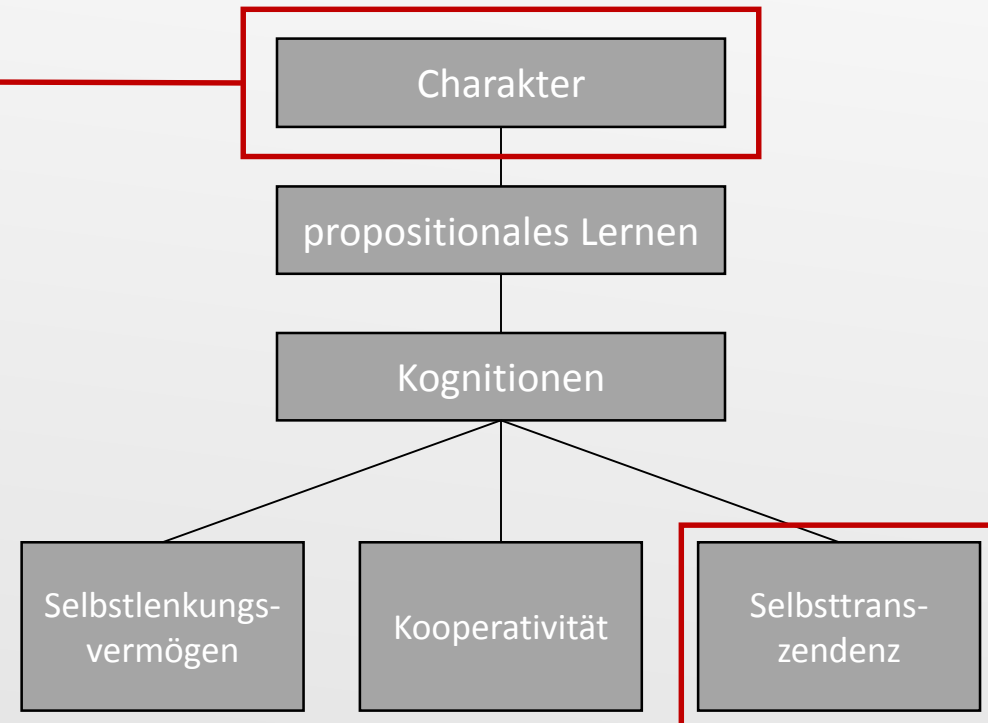 Charakter
propositionales Lernen
Kognitionen
Selbstlenkungs-
vermögen
Kooperativität
Selbsttrans-
zendenz